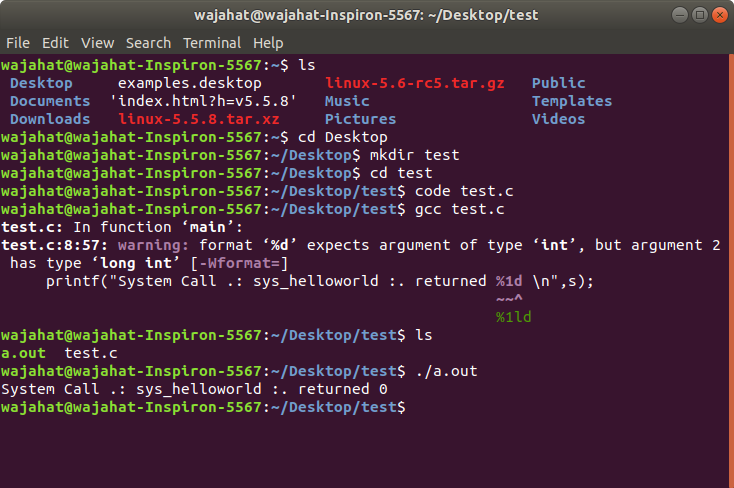 wajahat@wajahat-Inspiron-5567: ~/Desktop/test
File Edit View Search Terminal Help
wajahat@wajahat-Inspiron-5567:~$ ls
Desktop examples.desktop linux-5.6-rc5.tar.gz Public
Documents 'index.html?h=v5.5.8' Music Templates
Downloads linux-5.5.8.tar.xz Pictures Videos
wajahat@wajahat-Inspiron-5567:~$ cd Desktop
wajahat@wajahat-Inspiron-5567:~/Desktop$ mkdir test
wajahat@wajahat-Inspiron-5567:~/Desktop$ cd test
wajahat@wajahat-Inspiron-5567:~/Desktop/test$ code test.c
wajahat@wajahat-Inspiron-5567:~/Desktop/test$ gcc test.c
test.c: In function ‘main’:
test.c:8:57: warning: format ‘%d’ expects argument of type ‘int’, but argument 2
has type ‘long int’ [-Wformat=]
printf("System Call .: sys_helloworld :. returned %1d \n",s);
~~^
%1ld
wajahat@wajahat-Inspiron-5567:~/Desktop/test$ ls
a.out test.c
wajahat@wajahat-Inspiron-5567:~/Desktop/test$ ./a.out
System Call .: sys_helloworld :. returned 0
wajahat@wajahat-Inspiron-5567:~/Desktop/test$